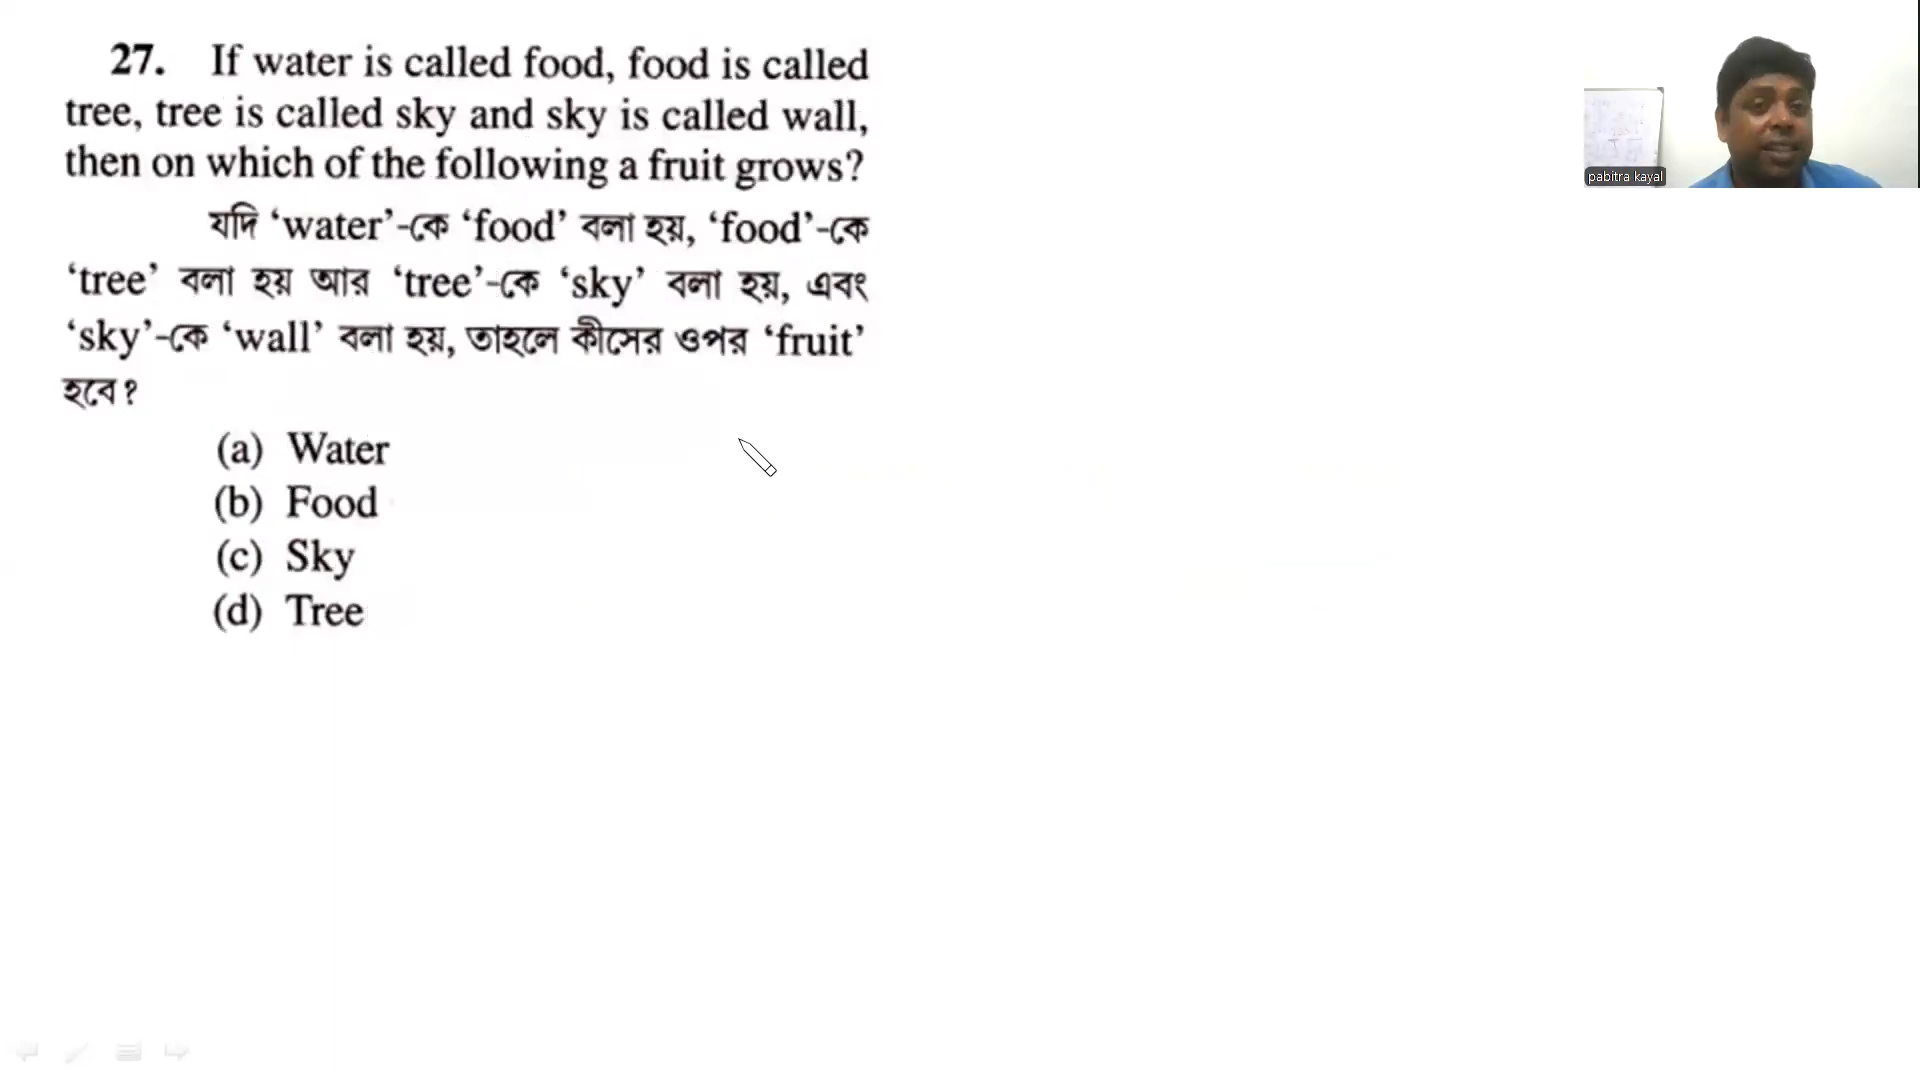 27. If water is called food, food is called
tree, tree is called sky and sky is called wall,
then on which of the following a fruit grows?
যদি ‘water’-কে ‘food’ বলা হয়, ‘food’-কে
‘tree’ বলা হয় আর ‘tree’-কে ‘sky’ বলা হয়, এবং
‘sky’-কে ‘wall’ বলা হয়, তাহলে কীসের ওপর ‘fruit’
হবে?
(a) Water
(b) Food
(c) Sky
(d) Tree
pabitra kayal